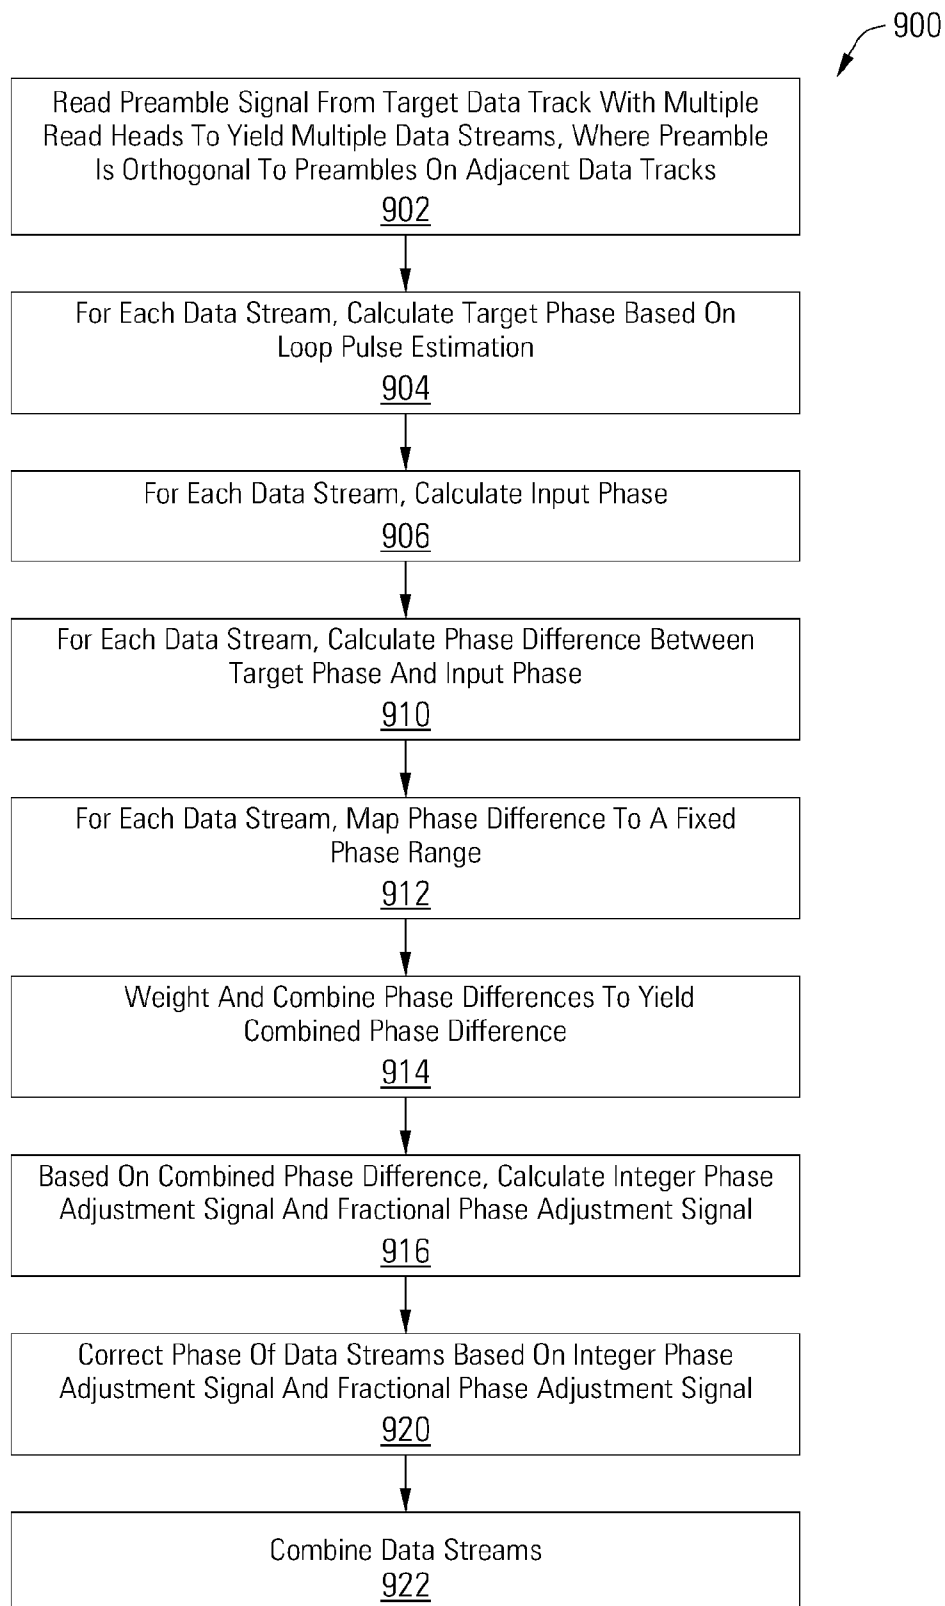 900
Read Preamble Signal From Target Data Track With Multiple
Read Heads To Yield Multiple Data Streams, Where Preamble
Is Orthogonal To Preambles On Adjacent Data Tracks
902
For Each Data Stream, Calculate Target Phase Based On
Loop Pulse Estimation
904
For Each Data Stream, Calculate Input Phase
906
For Each Data Stream, Calculate Phase Difference Between
Target Phase And Input Phase
910
For Each Data Stream, Map Phase Difference To A Fixed
Phase Range
912
Weight And Combine Phase Differences To Yield
Combined Phase Difference
914
Based On Combined Phase Difference, Calculate Integer Phase
Adjustment Signal And Fractional Phase Adjustment Signal
916
Correct Phase Of Data Streams Based On Integer Phase
Adjustment Signal And Fractional Phase Adjustment Signal
920
Combine Data Streams
922